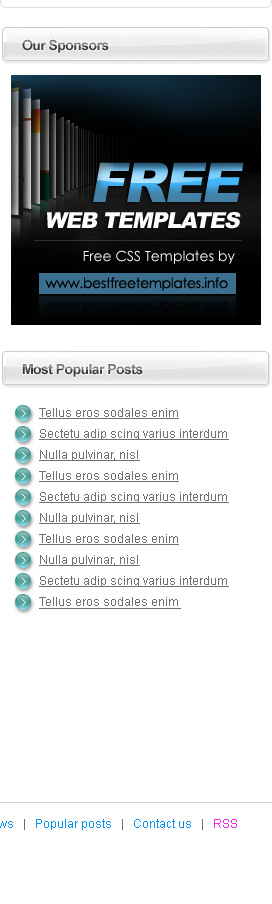 Our Sponsors
FREE
WEB TEMPLATES
Free CSS Templates by
www.bestfreetemplates.info
Most Popular Posts
Tellus eros sodales enim
Sectetu adip scing varius interdum
Nulla pulvinar, nisl
Tellus eros sodales enim
Sectetu adip scing varius interdum
Nulla pulvinar, nisl
Tellus eros sodales enim
Nulla pulvinar, nisl
Sectetu adip scing varius interdum
Tellus eros sodales enim
ws | Popular posts | Contact us | RSS